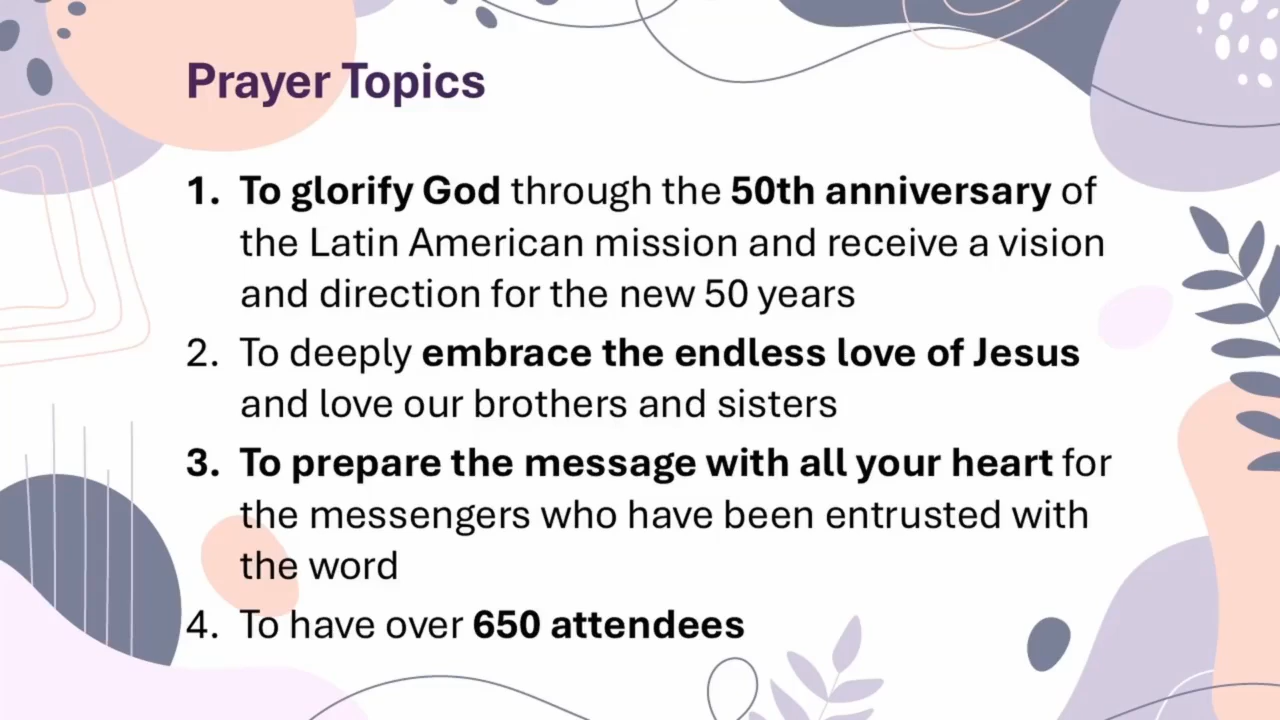 Prayer Topics
1. To glorify God through the 50th anniversary of
the Latin American mission and receive a vision
and direction for the new 50 years
2. To deeply embrace the endless love of Jesus
and love our brothers and sisters
3. To prepare the message with all your heart for
the messengers who have been entrusted with
the word
4. To have over 650 attendees